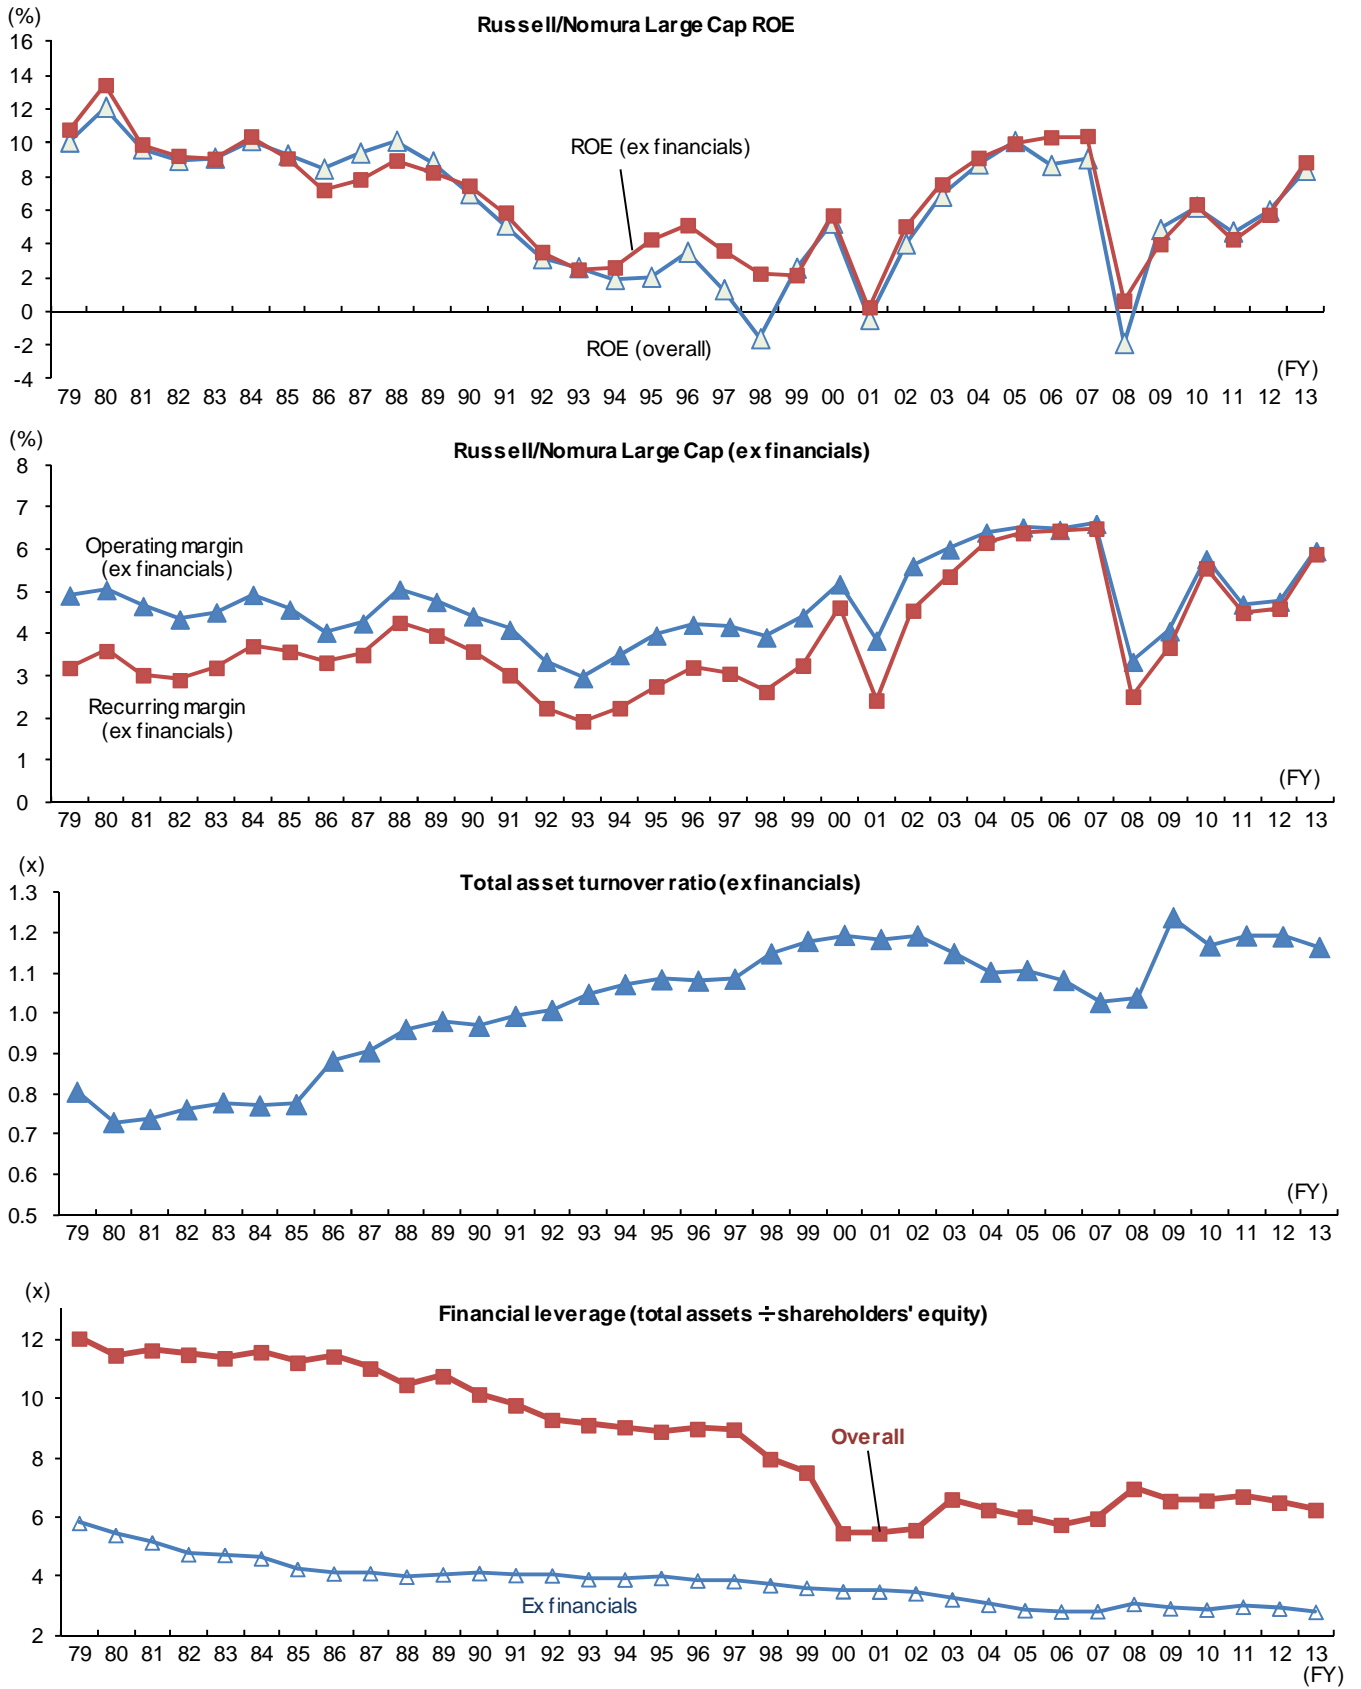 (%)
Russell/Nomura Large Cap ROE
16
14
12
10
8
6
4
2
0
-2
-4
ROE (ex financials)
ROE (overall)
(FY)
79 80 81 82 83 84 85 86 87 88 89 90 91 92 93 94 95 96 97 98 99 00 01 02 03 04 05 06 07 08 09 10 11 12 13
(%)
Russell/Nomura Large Cap (ex financials)
8
7
6
5
4
3
2
1
0
Operating margin
(ex financials)
Recurring margin
(ex financials)
(FY)
79 80 81 82 83 84 85 86 87 88 89 90 91 92 93 94 95 96 97 98 99 00 01 02 03 04 05 06 07 08 09 10 11 12 13
(x)
Total asset turnover ratio (ex financials)
1.3
1.2
1.1
1.0
0.9
0.8
0.7
0.6
0.5
(FY)
79 80 81 82 83 84 85 86 87 88 89 90 91 92 93 94 95 96 97 98 99 00 01 02 03 04 05 06 07 08 09 10 11 12 13
(x)
Financial leverage (total assets ÷ shareholders' equity)
12
10
8
6
4
2
Overall
Ex financials
79 80 81 82 83 84 85 86 87 88 89 90 91 92 93 94 95 96 97 98 99 00 01 02 03 04 05 06 07 08 09 10 11 12 13
(FY)